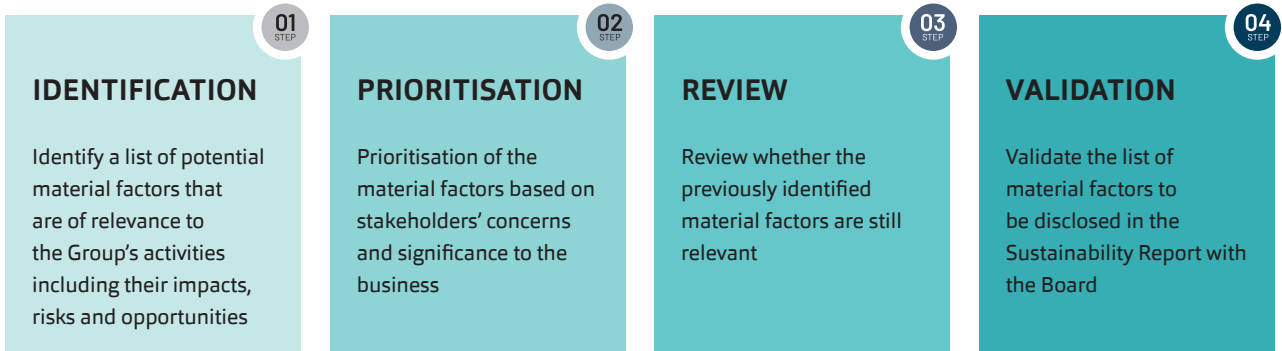 01
STEP
IDENTIFICATION
Identify a list of potential
material factors that
are of relevance to
the Group's activities
including their impacts,
risks and opportunities
02
STEP
PRIORITISATION
Prioritisation of the
material factors based on
stakeholders' concerns
and significance to the
business
03
STEP
REVIEW
Review whether the
previously identified
material factors are still
relevant
04
STEP
VALIDATION
Validate the list of
material factors to
be disclosed in the
Sustainability Report with
the Board